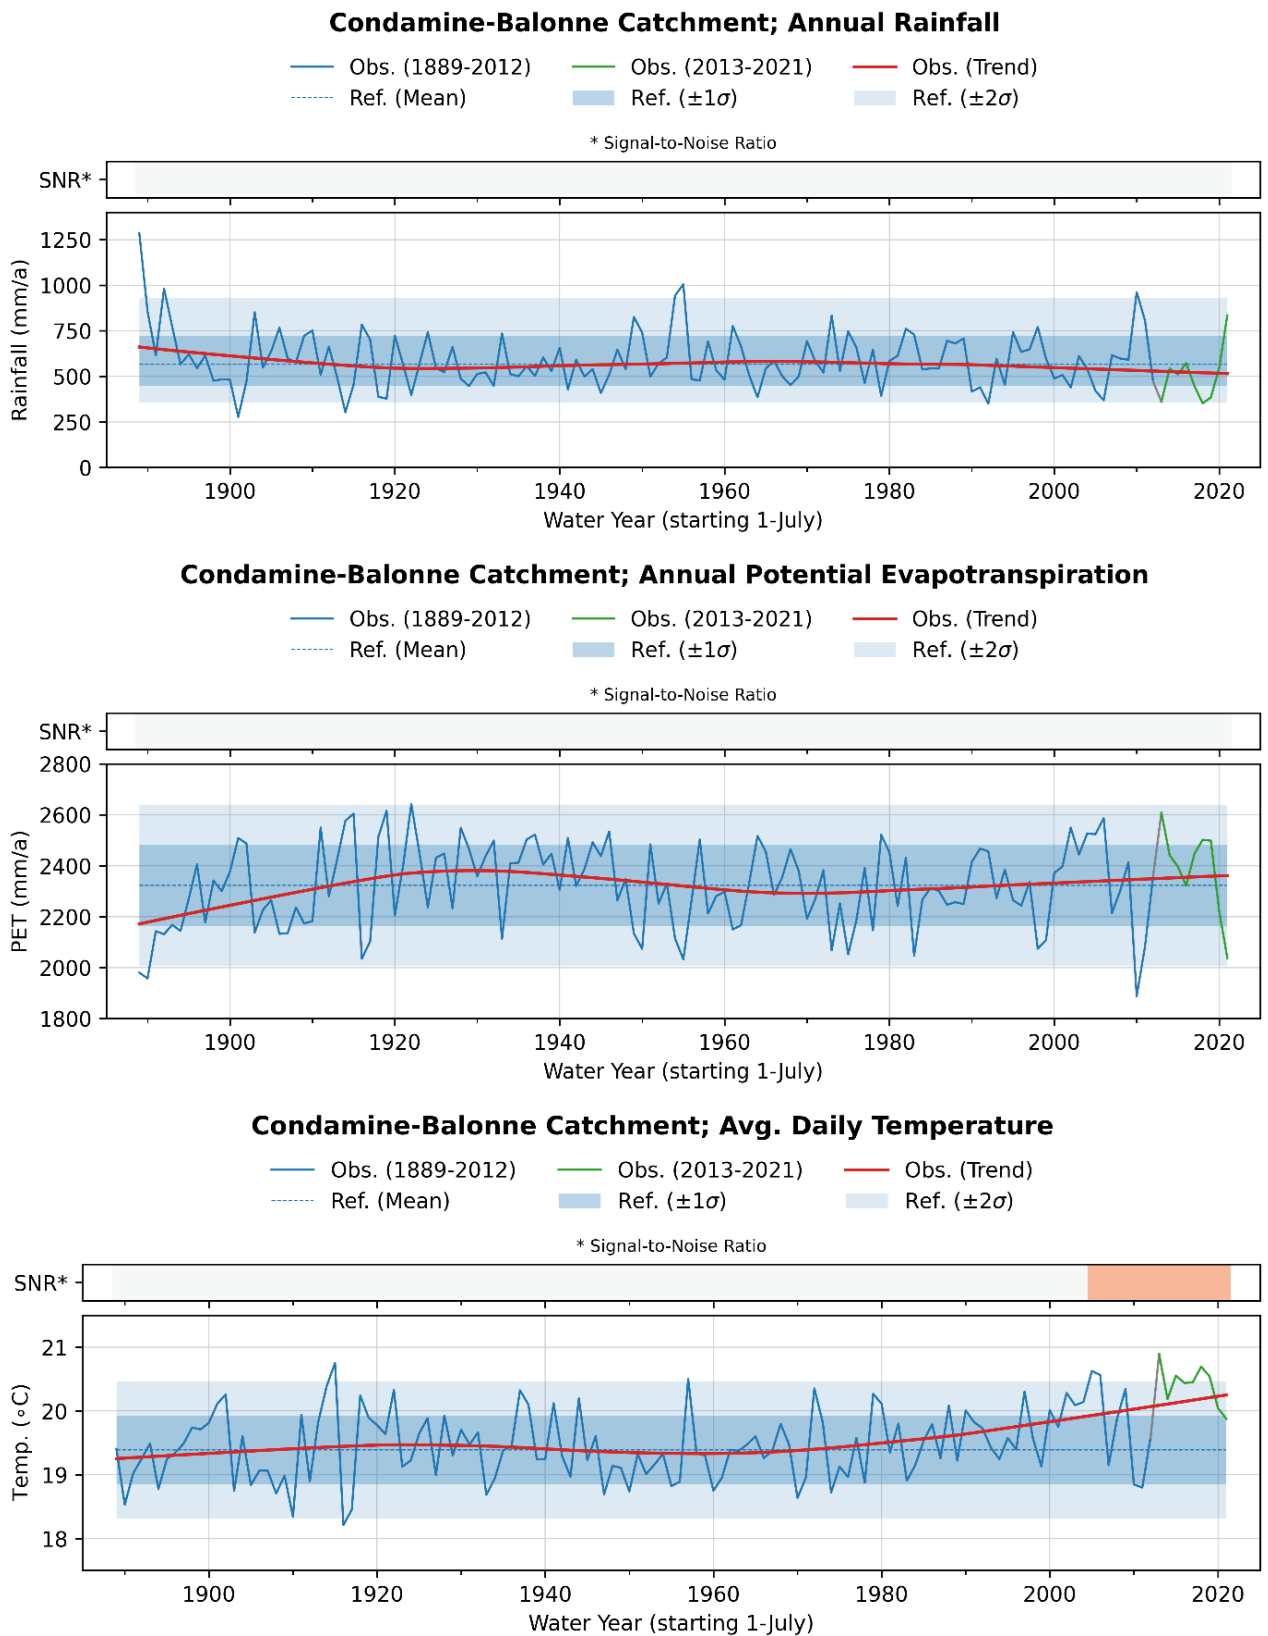 Condamine-Balonne Catchment; Annual Rainfall
Obs. (1889-2012) Obs. (2013-2021) Obs. (Trend)
Ref. (Mean) Ref. (±1σ) Ref. (±2σ)
* Signal-to-Noise Ratio
SNR*
1250
1000
750
500
250
0
Rainfall (mm/a)
1900 1920 1940 1960 1980 2000 2020
Water Year (starting 1-July)
Condamine-Balonne Catchment; Annual Potential Evapotranspiration
Obs. (1889-2012) Obs. (2013-2021) Obs. (Trend)
Ref. (Mean) Ref. (±1σ) Ref. (±2σ)
* Signal-to-Noise Ratio
SNR*
2800
2600
2400
2200
2000
1800
PET (mm/a)
1900 1920 1940 1960 1980 2000 2020
Water Year (starting 1-July)
Condamine-Balonne Catchment; Avg. Daily Temperature
Obs. (1889-2012) Obs. (2013-2021) Obs. (Trend)
Ref. (Mean) Ref. (±1σ) Ref. (±2σ)
* Signal-to-Noise Ratio
SNR*
21
20
19
18
Temp. (∘C)
1900 1920 1940 1960 1980 2000 2020
Water Year (starting 1-July)